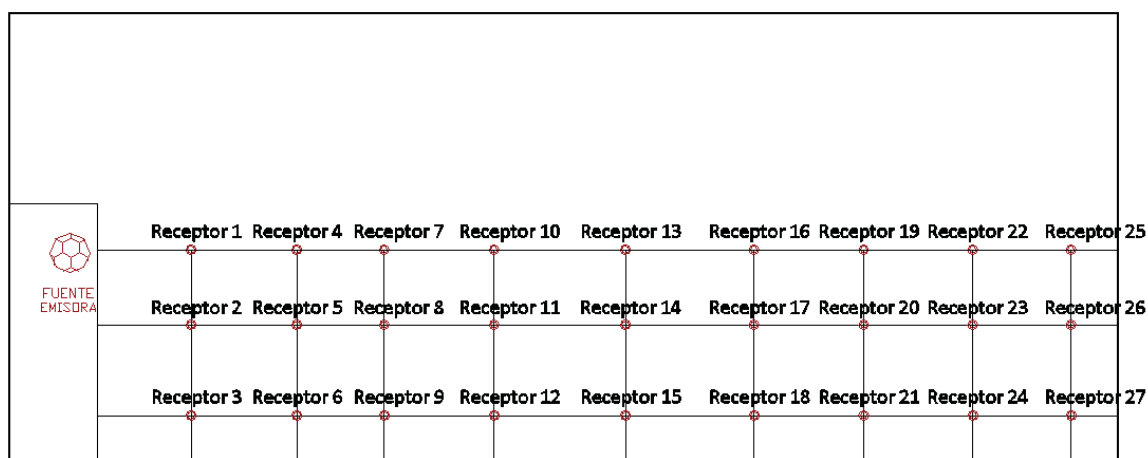 Receptor 1 Receptor 4 Receptor 7 Receptor 10 Receptor 13 Receptor 16 Receptor 19 Receptor 22 Receptor 25
FUENTE
EMISORA
Receptor 2 Receptor 5 Receptor 8 Receptor 11 Receptor 14 Receptor 17 Receptor 20 Receptor 23 Receptor 26
Receptor 3 Receptor 6 Receptor 9 Receptor 12 Receptor 15 Receptor 18 Receptor 21 Receptor 24 Receptor 27